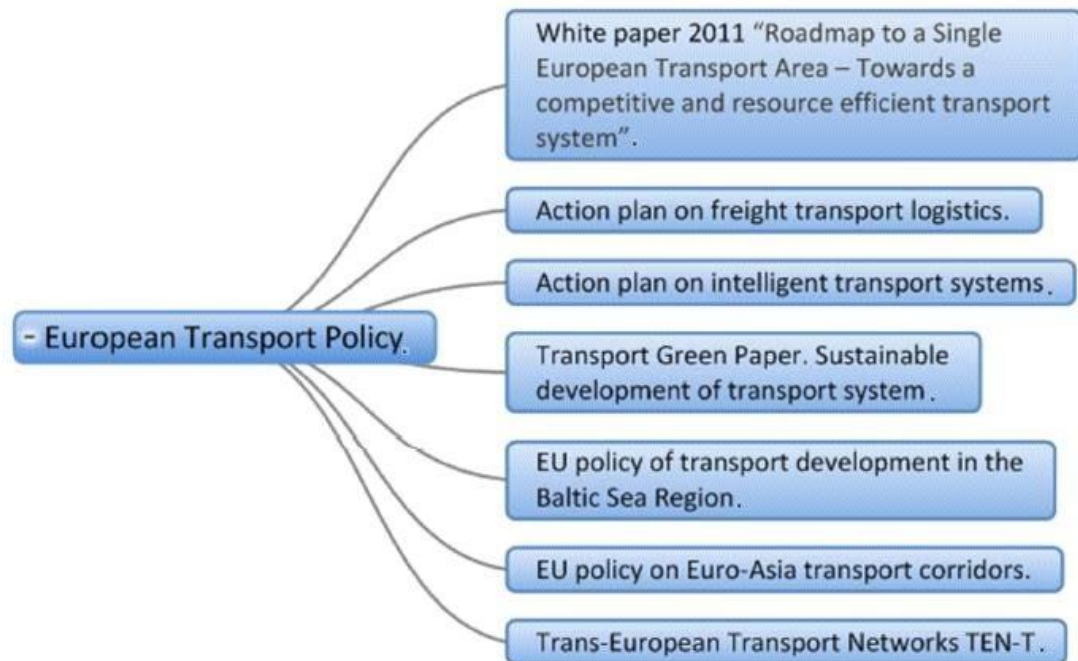 White paper 2011 “Roadmap to a Single
European Transport Area – Towards a
competitive and resource efficient transport
system”.
Action plan on freight transport logistics.
Action plan on intelligent transport systems.
- European Transport Policy.
Transport Green Paper. Sustainable
development of transport system.
EU policy of transport development in the
Baltic Sea Region.
EU policy on Euro-Asia transport corridors.
Trans-European Transport Networks TEN-T.